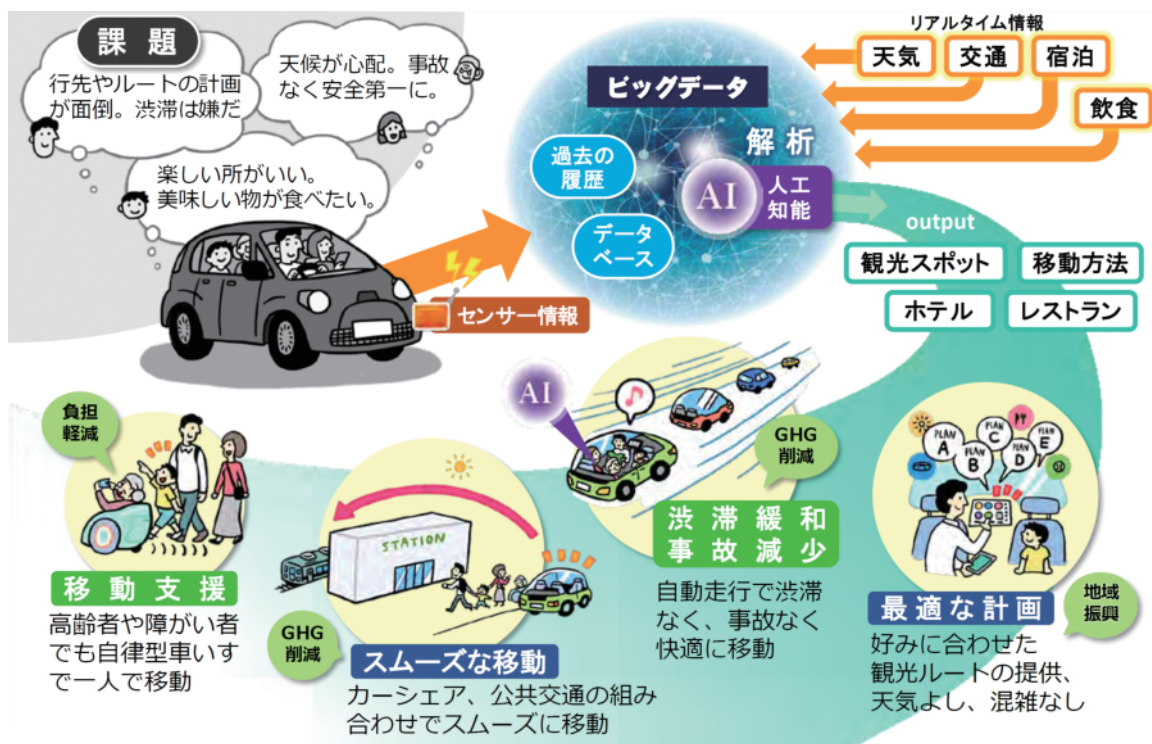 課題
行先やルートの計画
が面倒。渋滞は嫌だ
天候が心配。事故
なく安全第一に。
楽しい所がいい。
美味しい物が食べたい。
センサー情報
ビッグデータ
過去の
履歴
データ
ベース
解析
AI
人工
知能
リアルタイム情報
天気
交通
宿泊
飲食
output
観光スポット
移動方法
ホテル
レストラン
PLAN
A
PLAN
B
PLAN
C
PLAN
D
PLAN
E
最適な計画
地域
振興
好みに合わせた
観光ルートの提供、
天気よし、混雑なし
AI
GHG
削減
渋滞緩和
事故減少
自動走行で渋滞
なく、事故なく
快適に移動
STATION
GHG
削減
スムーズな移動
カーシェア、公共交通の組み
合わせでスムーズに移動
負担
軽減
移動支援
高齢者や障がい者
でも自律型車いす
で一人で移動